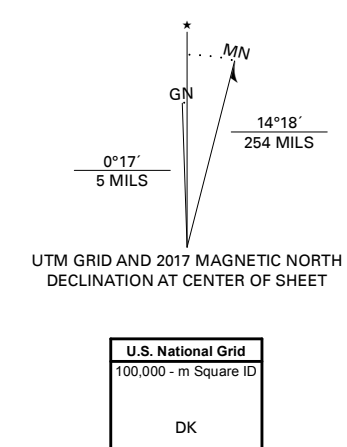 ★
MN
GN
14°18´
254 MILS
0°17´
5 MILS
UTM GRID AND 2017 MAGNETIC NORTH
DECLINATION AT CENTER OF SHEET
U.S. National Grid
100,000 - m Square ID
DK